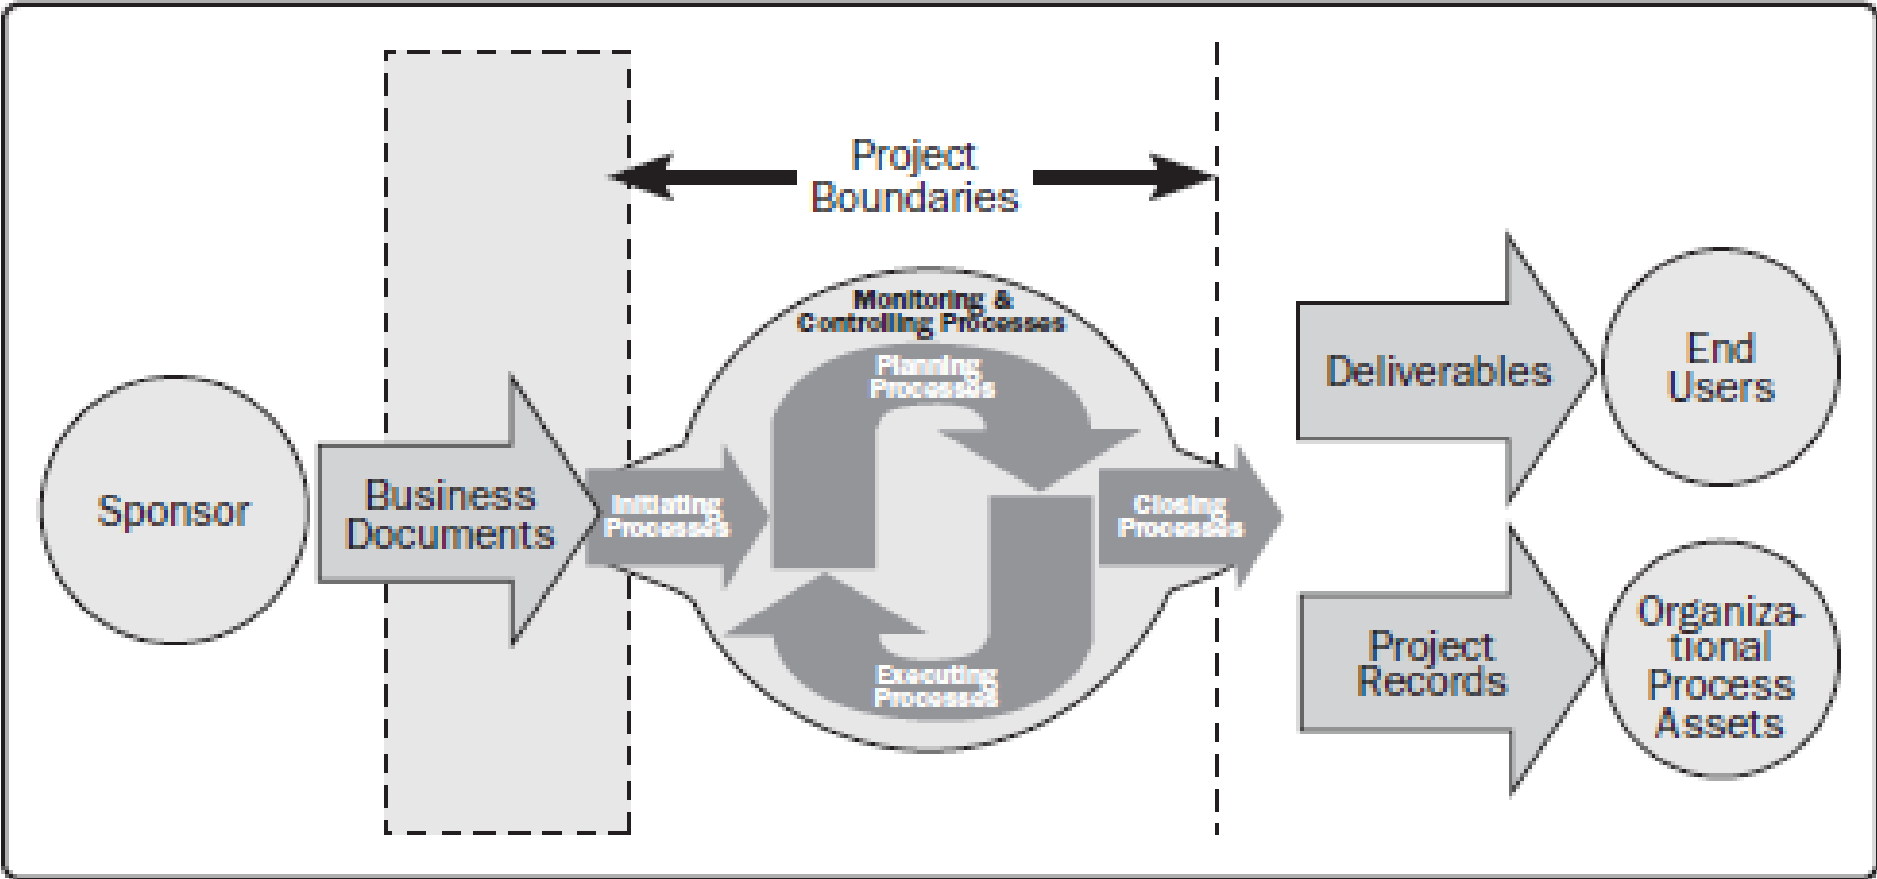 Project
Boundaries
Monitoring &
Controlling Processes
Planning
Processes
Sponsor
Business
Documents
Initiating
Processes
Closing
Processes
Executing
Processes
Deliverables
End
Users
Project
Records
Organiza-
tional
Process
Assets